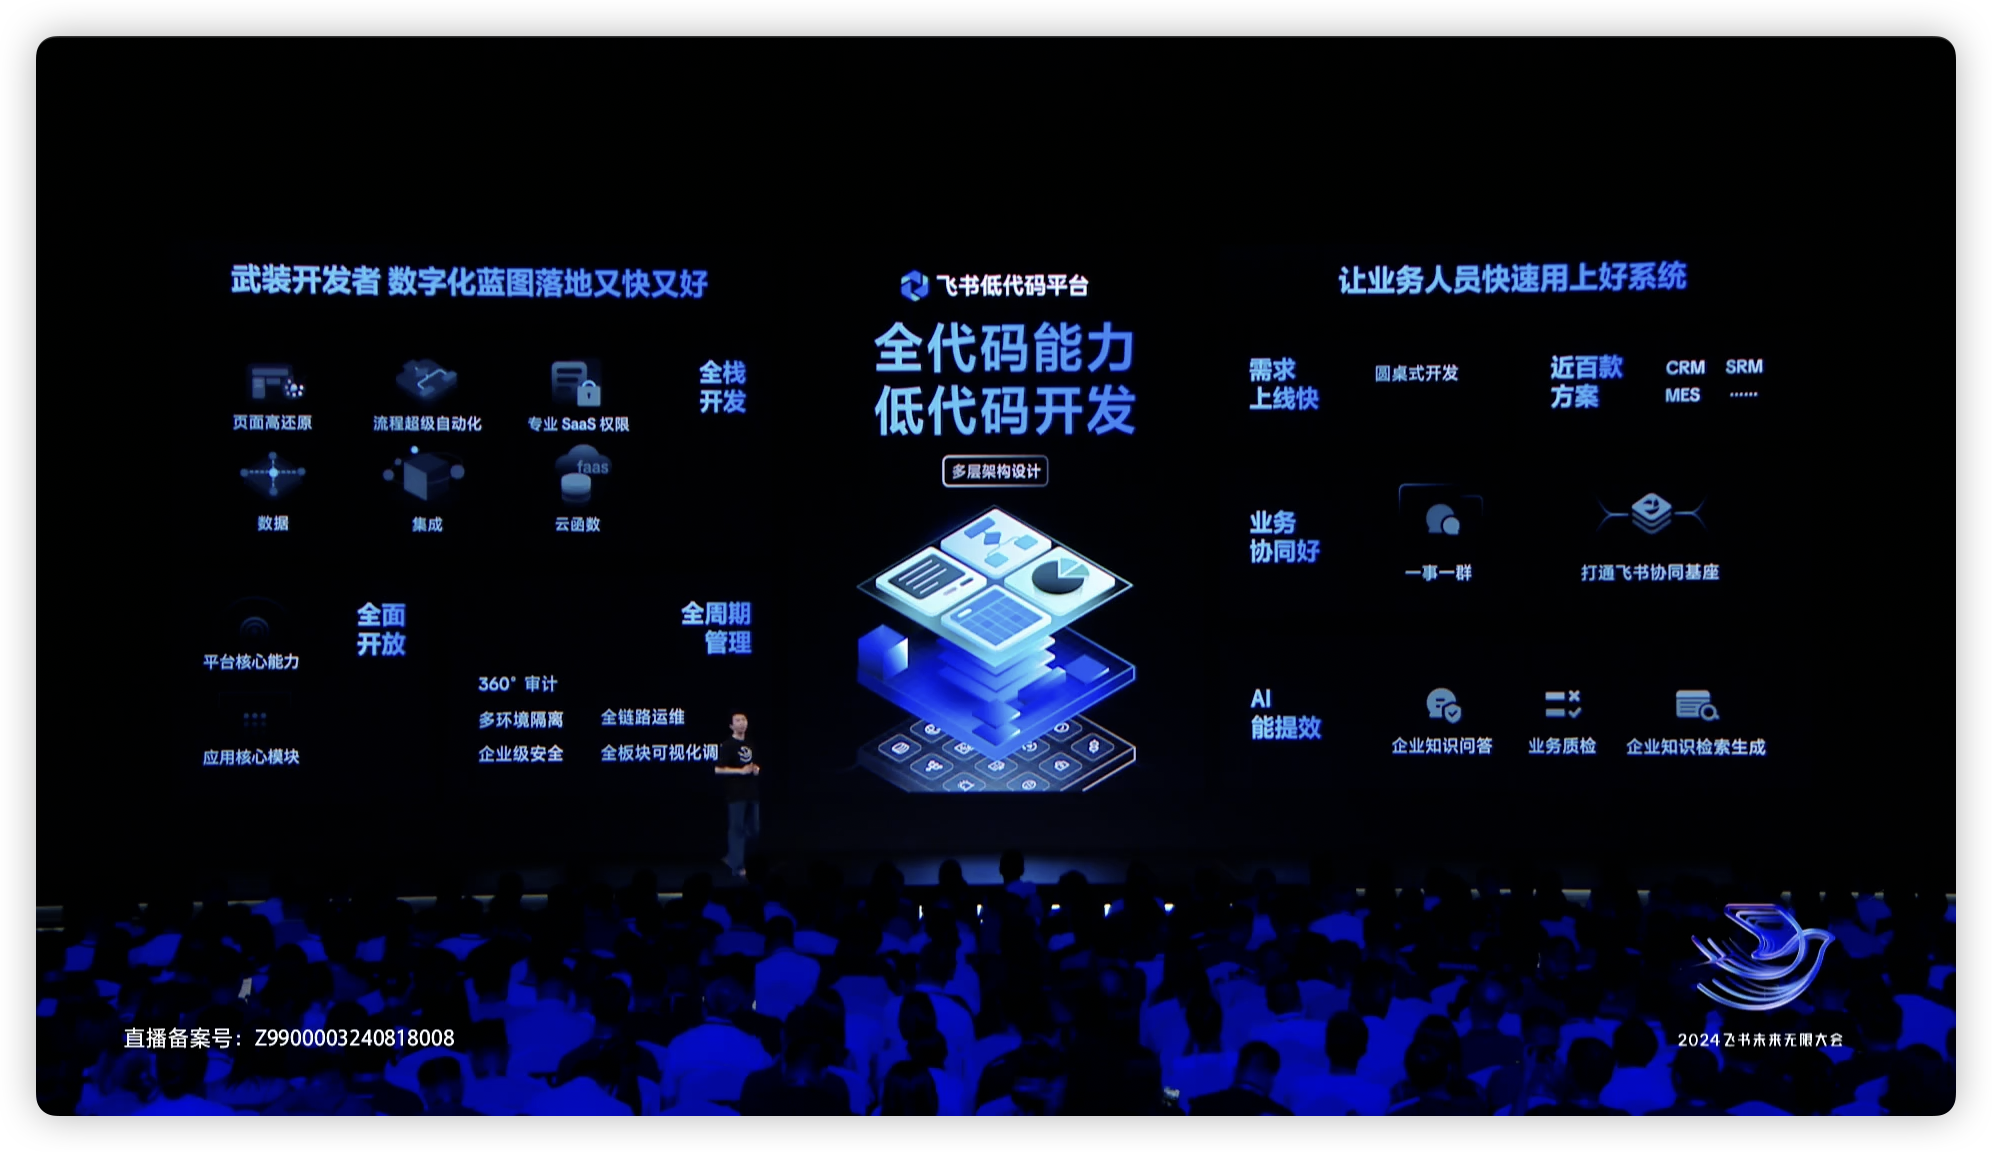 武装开发者 数字化蓝图落地又快又好
页面高还原
流程超级自动化
专业 SaaS 权限
全栈
开发
数据
集成
faas
云函数
平台核心能力
应用核心模块
全面
开放
全周期
管理
360° 审计
多环境隔离
全链路运维
企业级安全
全板块可视化调
飞书低代码平台
全代码能力
低代码开发
多层架构设计
让业务人员快速用上好系统
需求
上线快
圆桌式开发
近百款
方案
CRM SRM
MES ······
业务
协同好
一事一群
打通飞书协同基座
AI
能提效
企业知识问答
业务质检
企业知识检索生成
直播备案号：Z9900003240818008
2024飞书未来无限大会